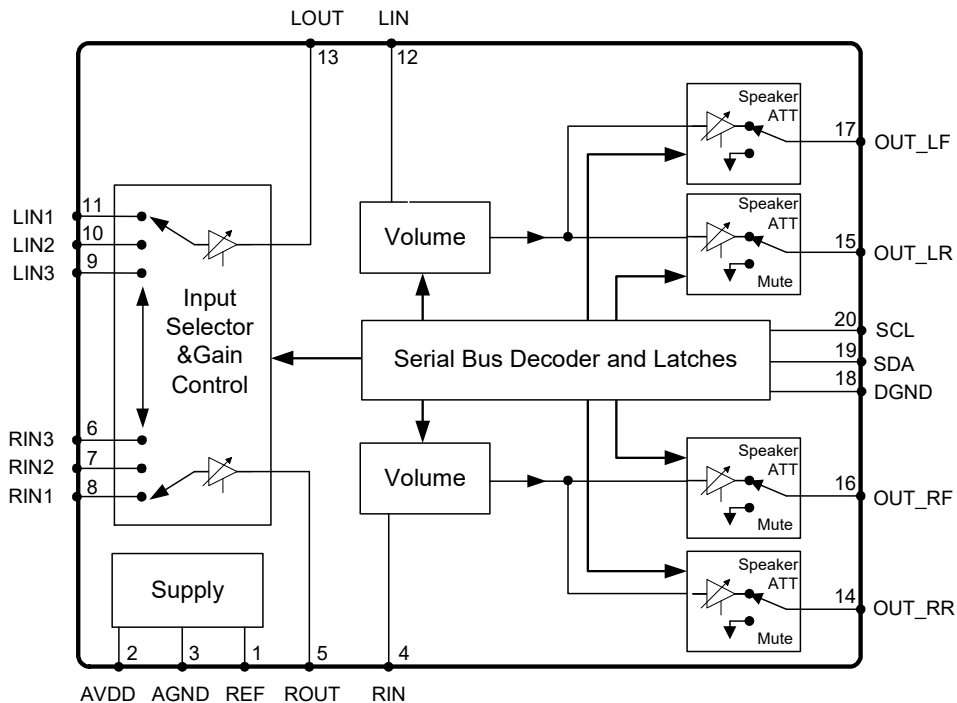 LOUT LIN
13 12
Speaker
ATT
17 OUT_LF
Speaker
ATT
Mute
15 OUT_LR
LIN1 11
LIN2 10
LIN3 9
Volume
Input
Selector
&Gain
Control
Serial Bus Decoder and Latches
20 SCL
19 SDA
18 DGND
RIN3 6
RIN2 7
RIN1 8
Volume
Speaker
ATT
Mute
16 OUT_RF
Speaker
ATT
Mute
14 OUT_RR
Supply
2 3 1 5 4
AVDD AGND REF ROUT RIN